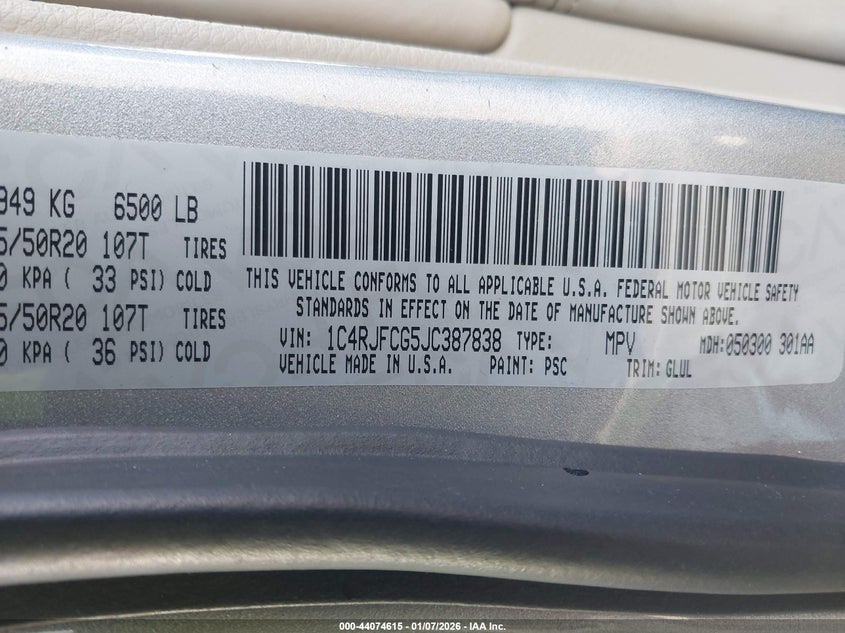 949 KG 6500 LB
5/50R20 107T TIRES
0 KPA ( 33 PSI) COLD
5/50R20 107T TIRES
0 KPA ( 36 PSI) COLD
THIS VEHICLE CONFORMS TO ALL APPLICABLE U.S.A. FEDERAL MOTOR VEHICLE SAFETY
STANDARDS IN EFFECT ON THE DATE OF MANUFACTURE SHOWN ABOVE.
VIN: 1C4RJFCG5JC387838 TYPE: MPV MDH:050300 301AA
VEHICLE MADE IN U.S.A. PAINT: PSC TRIM: GLUL
000-44074615 - 01/07/2026 - IAA Inc.